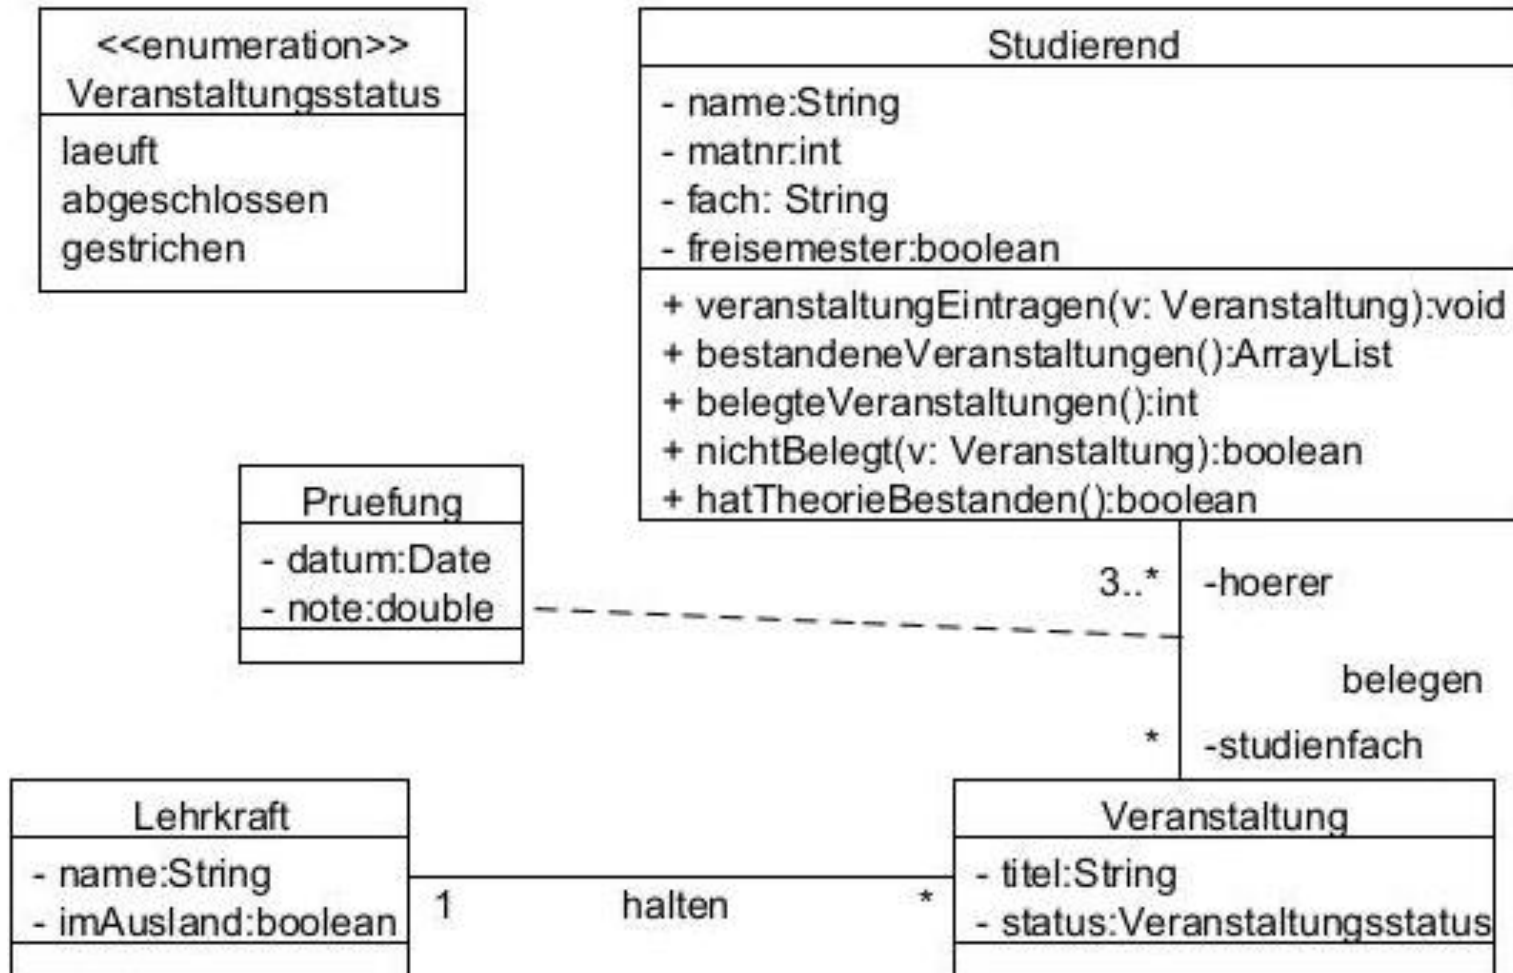 <<enumeration>>
Veranstaltungsstatus
laeuft
abgeschlossen
gestrichen
Studierend
- name:String
- matnr:int
- fach: String
- freisemester:boolean
+ veranstaltungEintragen(v: Veranstaltung):void
+ bestandeneVeranstaltungen():ArrayList
+ belegteVeranstaltungen():int
+ nichtBelegt(v: Veranstaltung):boolean
+ hatTheorieBestanden():boolean
Pruefung
- datum:Date
- note:double
3..* -hoerer
belegen
* -studienfach
Lehrkraft
- name:String
- imAusland:boolean
1 halten *
Veranstaltung
- titel:String
- status:Veranstaltungsstatus